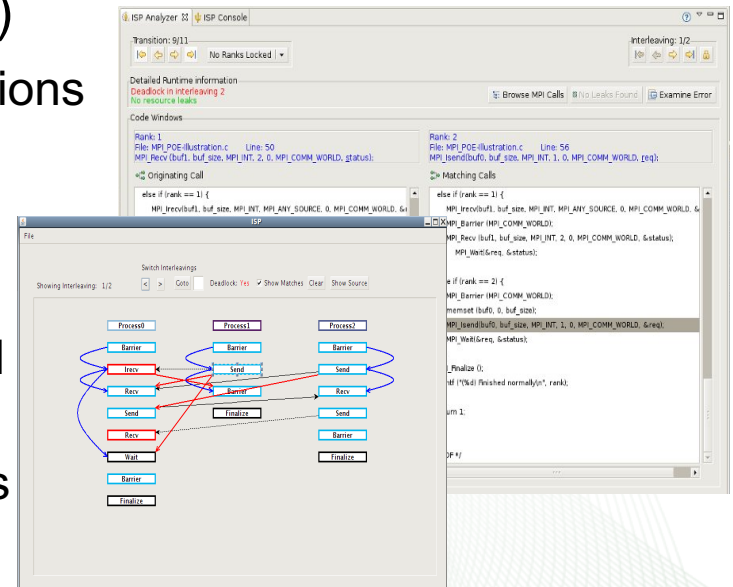 )
ions
s
ISP Analyzer ISP Console
Transition: 9/11
Interleaving: 1/2
No Ranks Locked
Detailed Runtime information
Deadlock in interleaving 2
No resource leaks
Browse MPI Calls No Leaks Found Examine Error
Code Windows
Rank: 1
File: MPI_POE-Illustration.c Line: 50
MPI_Recv (buf1, buf_size, MPI_INT, 2, 0, MPI_COMM_WORLD, status);
Rank: 2
File: MPI_POE-Illustration.c Line: 56
MPI_Isend(buf0, buf_size, MPI_INT, 1, 0, MPI_COMM_WORLD, req);
Originating Call
else if (rank == 1) {
MPI_Irecv(buf1, buf_size, MPI_INT, MPI_ANY_SOURCE, 0, MPI_COMM_WORLD, &
Matching Calls
else if (rank == 1) {
MPI_Irecv(buf1, buf_size, MPI_INT, MPI_ANY_SOURCE, 0, MPI_COMM_WORLD, &
MPI_Barrier (MPI_COMM_WORLD);
MPI_Recv (buf1, buf_size, MPI_INT, 2, 0, MPI_COMM_WORLD, &status);
MPI_Wait(&req, &status);
e if (rank == 2) {
MPI_Barrier (MPI_COMM_WORLD);
memset (buf0, 0, buf_size);
MPI_Isend(buf0, buf_size, MPI_INT, 1, 0, MPI_COMM_WORLD, &req);
MPI_Wait(&req, &status);
_Finalize ();
ntf ("(%d) Finished normally\n", rank);
urn 1;
OF */
ISP
File
Switch Interleavings
Showing Interleaving: 1/2 < > Goto Deadlock: Yes Show Matches Clear Show Source
Process0 Process1 Process2
Barrier Barrier Barrier
Irecv Send Send
Recv Barrier Recv
Send Finalize Send
Recv Barrier
Wait Finalize
Barrier
Finalize